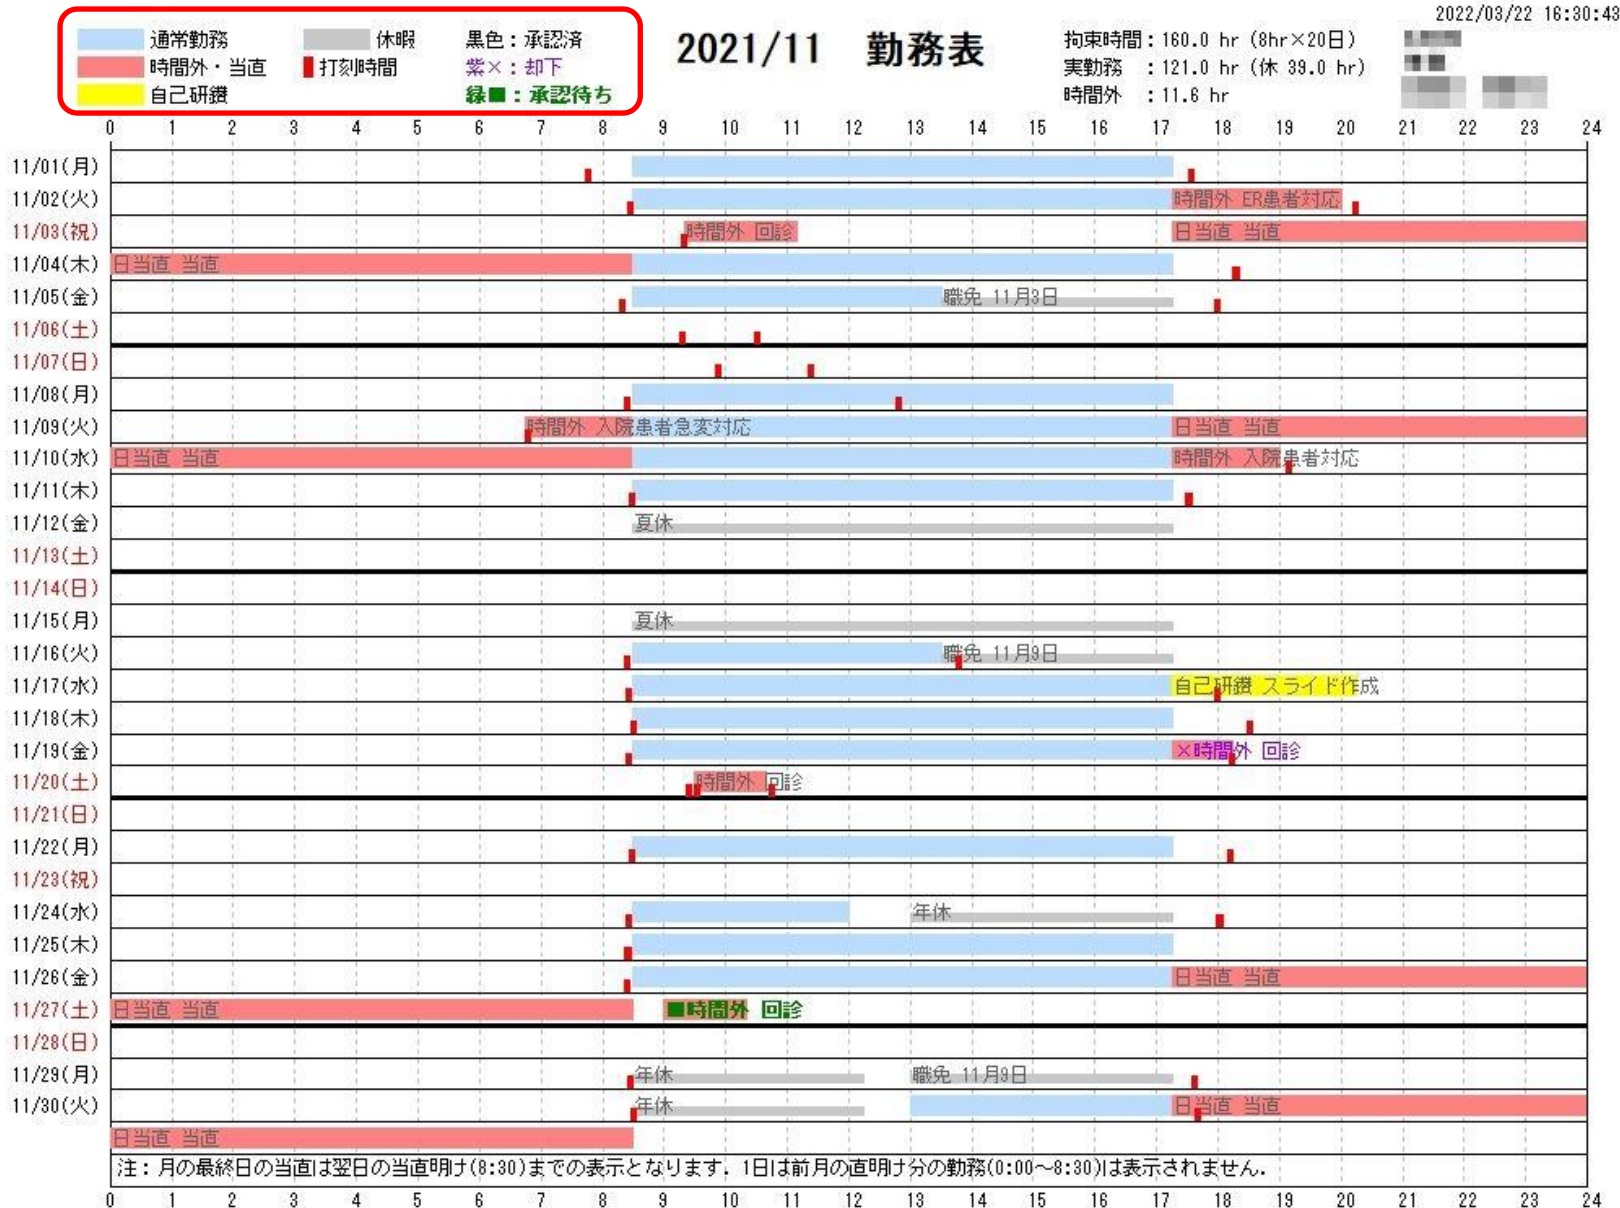 2022/03/22 16:30:43
通常勤務 休暇 黒色：承認済
時間外・当直 打刻時間 紫×：却下
自己研鑽 緑■：承認待ち
2021/11 勤務表
拘束時間：160.0 hr (8hr×20日)
実勤務 ：121.0 hr (休 39.0 hr)
時間外 ：11.6 hr
0 1 2 3 4 5 6 7 8 9 10 11 12 13 14 15 16 17 18 19 20 21 22 23 24
11/01(月)
11/02(火) 時間外 ER患者対応
11/03(祝) 時間外 回診 日当直 当直
11/04(木) 日当直 当直
11/05(金) 職免 11月3日
11/06(土)
11/07(日)
11/08(月)
11/09(火) 時間外 入院患者急変対応 日当直 当直
11/10(水) 日当直 当直 時間外 入院患者対応
11/11(木)
11/12(金) 夏休
11/13(土)
11/14(日)
11/15(月) 夏休
11/16(火) 職免 11月9日
11/17(水) 自己研鑽 スライド作成
11/18(木)
11/19(金) ×時間外 回診
11/20(土) 時間外 回診
11/21(日)
11/22(月)
11/23(祝)
11/24(水) 年休
11/25(木)
11/26(金) 日当直 当直
11/27(土) 日当直 当直 ■時間外 回診
11/28(日)
11/29(月) 年休 職免 11月9日
11/30(火) 年休 日当直 当直
日当直 当直
注：月の最終日の当直は翌日の当直明け(8:30)までの表示となります．1日は前月の直明け分の勤務(0:00～8:30)は表示されません．
0 1 2 3 4 5 6 7 8 9 10 11 12 13 14 15 16 17 18 19 20 21 22 23 24